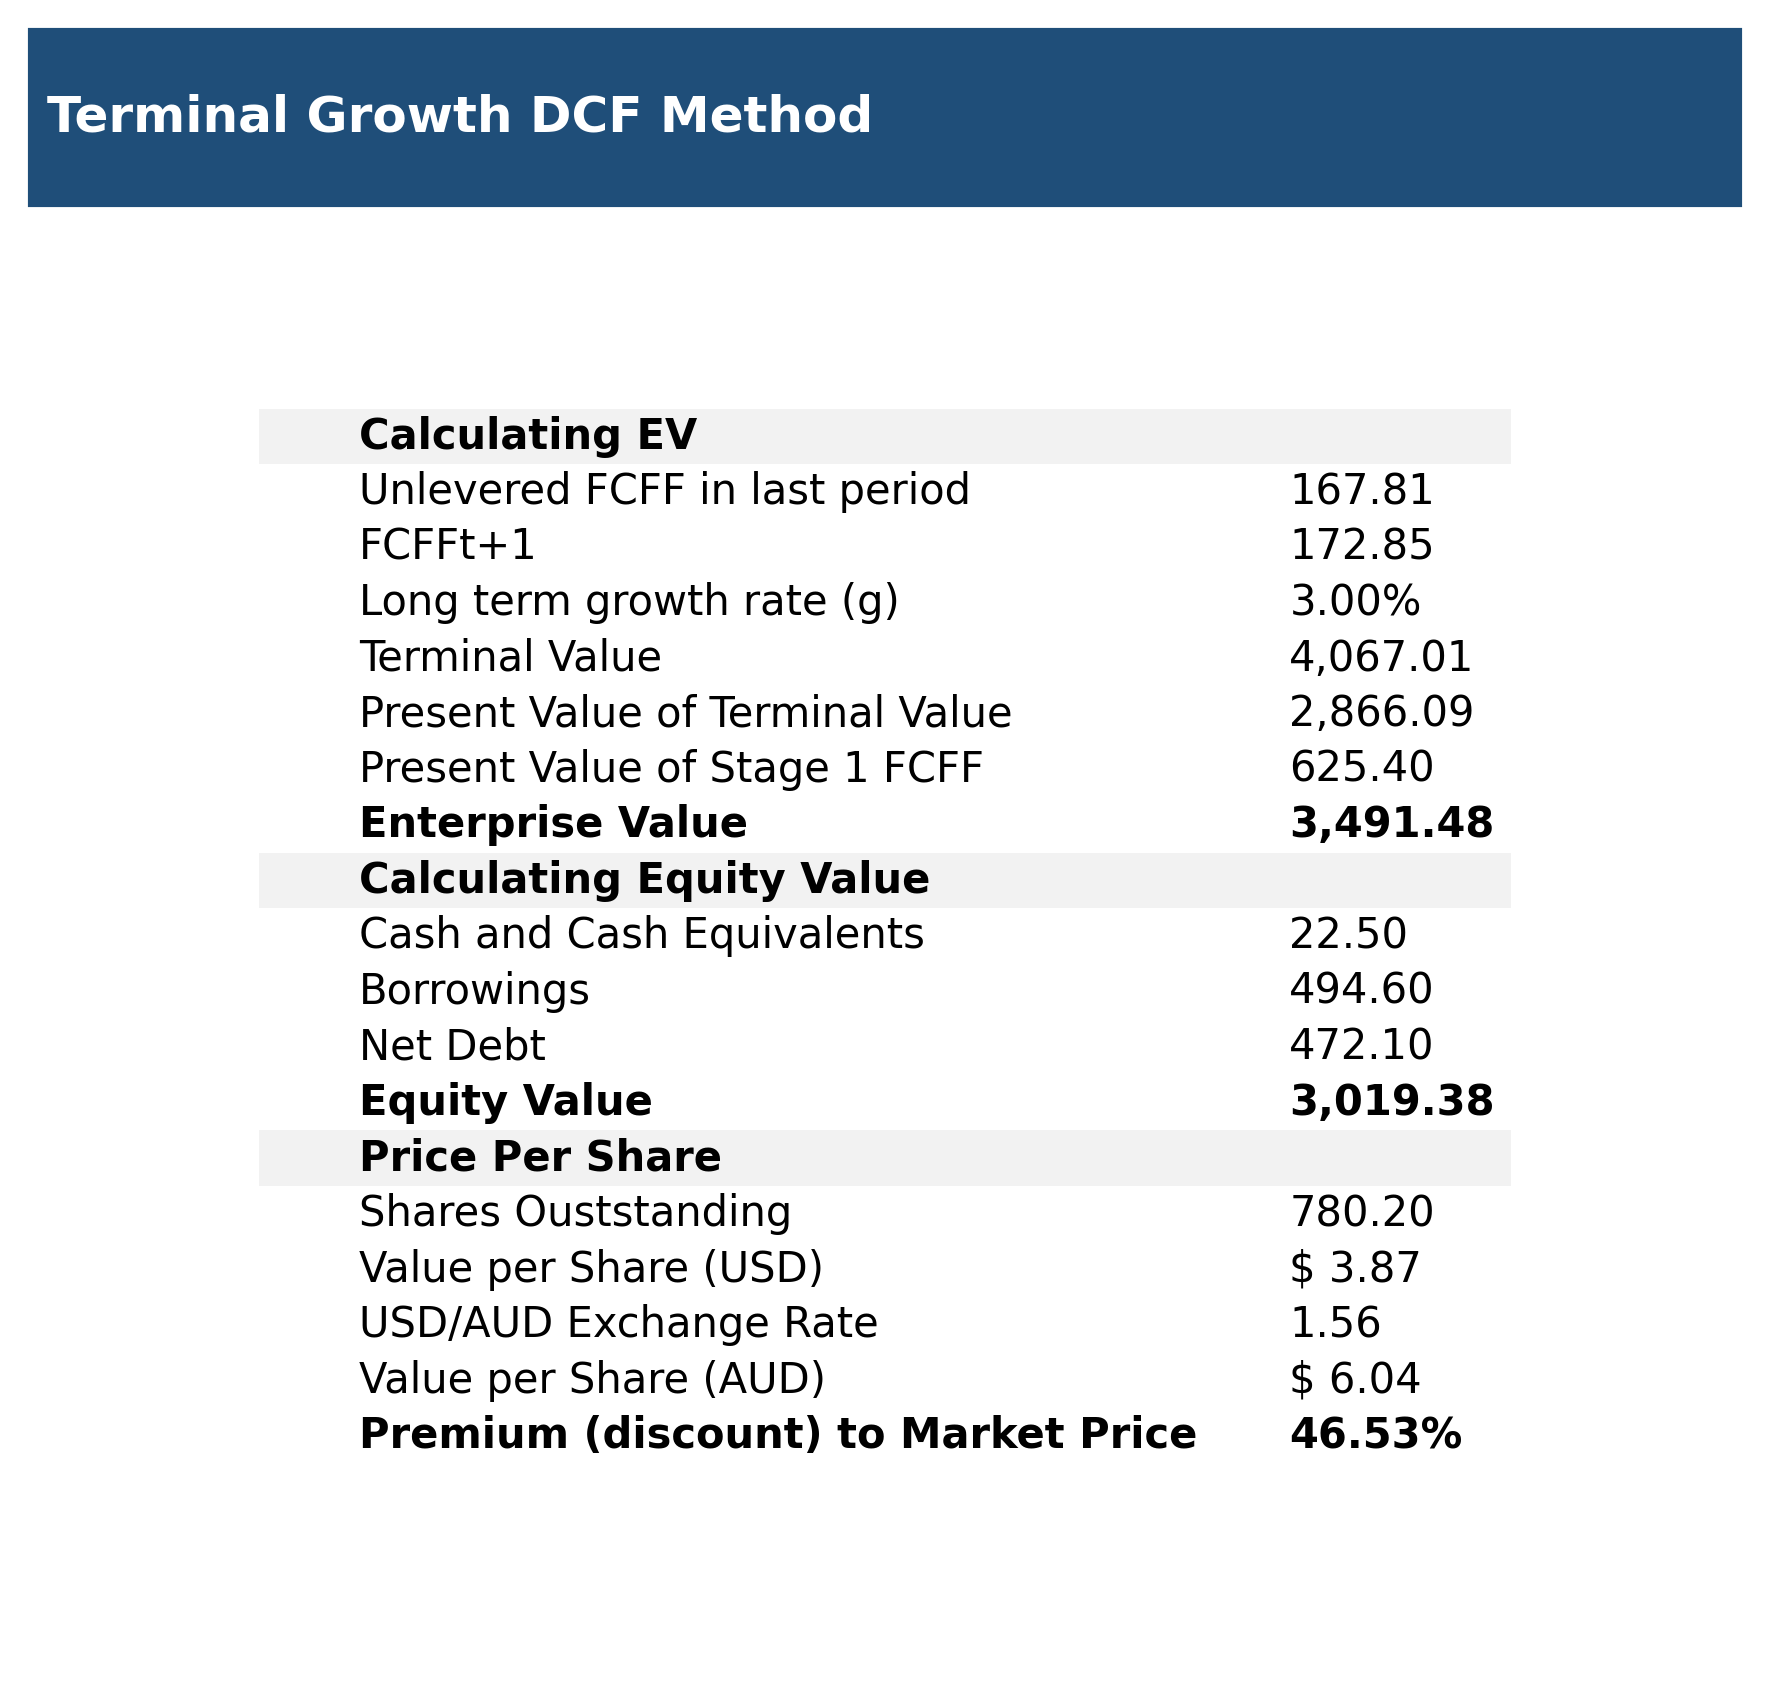 Terminal Growth DCF Method
Calculating EV
Unlevered FCFF in last period 167.81
FCFFt+1 172.85
Long term growth rate (g) 3.00%
Terminal Value 4,067.01
Present Value of Terminal Value 2,866.09
Present Value of Stage 1 FCFF 625.40
Enterprise Value 3,491.48
Calculating Equity Value
Cash and Cash Equivalents 22.50
Borrowings 494.60
Net Debt 472.10
Equity Value 3,019.38
Price Per Share
Shares Ouststanding 780.20
Value per Share (USD) $ 3.87
USD/AUD Exchange Rate 1.56
Value per Share (AUD) $ 6.04
Premium (discount) to Market Price 46.53%